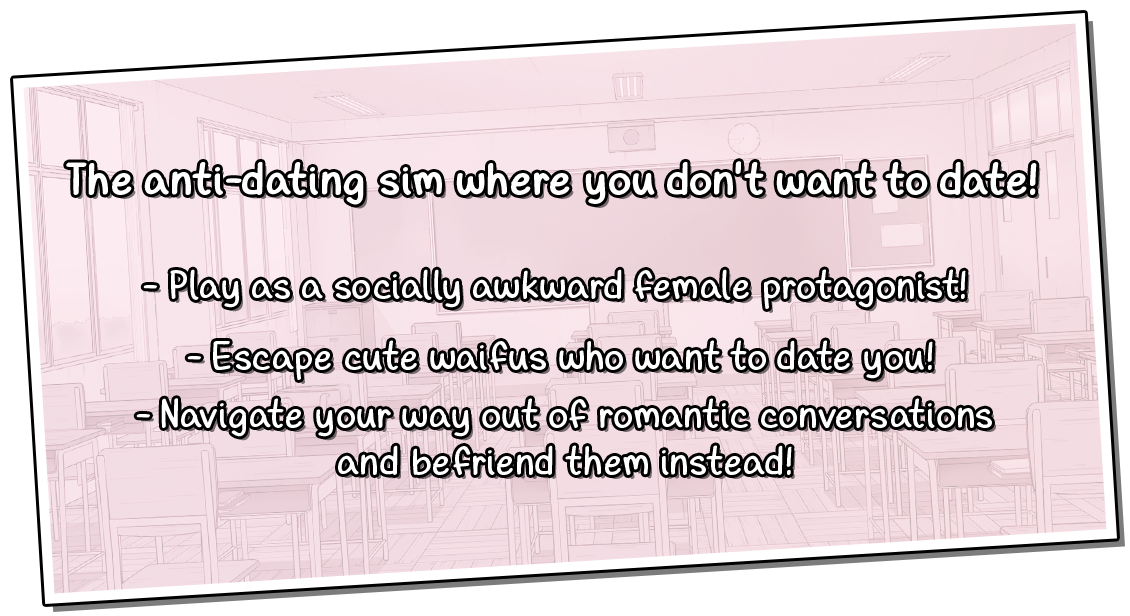 The anti-dating sim where you don't want to date!
- Play as a socially awkward female protagonist!
- Escape cute waifus who want to date you!
- Navigate your way out of romantic conversations
and befriend them instead!